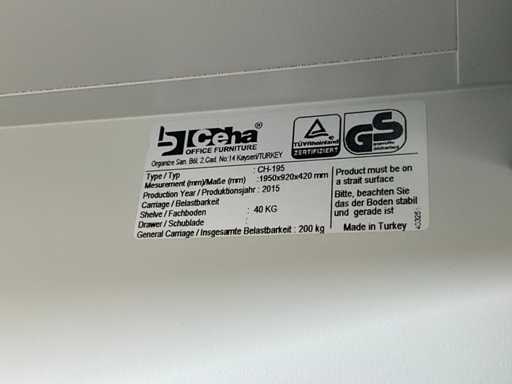 Ceha®
OFFICE FURNITURE
Organize San. Böl. 2.Cad. No:14 Kayseri/TURKEY
TÜVRheinland
ZERTIFIZIERT
GS
geprüfte
Sicherheit
Type / Typ : CH-195
Mesurement (mm)/Maße (mm) : 1950x920x420 mm
Production Year / Produktionsjahr : 2015
Carriage / Belastbarkeit
Shelve / Fachboden : 40 KG
Drawer / Schublade :
General Carriage / Insgesamte Belastbarkeit : 200 kg
Product must be on
a strait surface
Bitte, beachten Sie
das der Boden stabil
und gerade ist
Made in Turkey